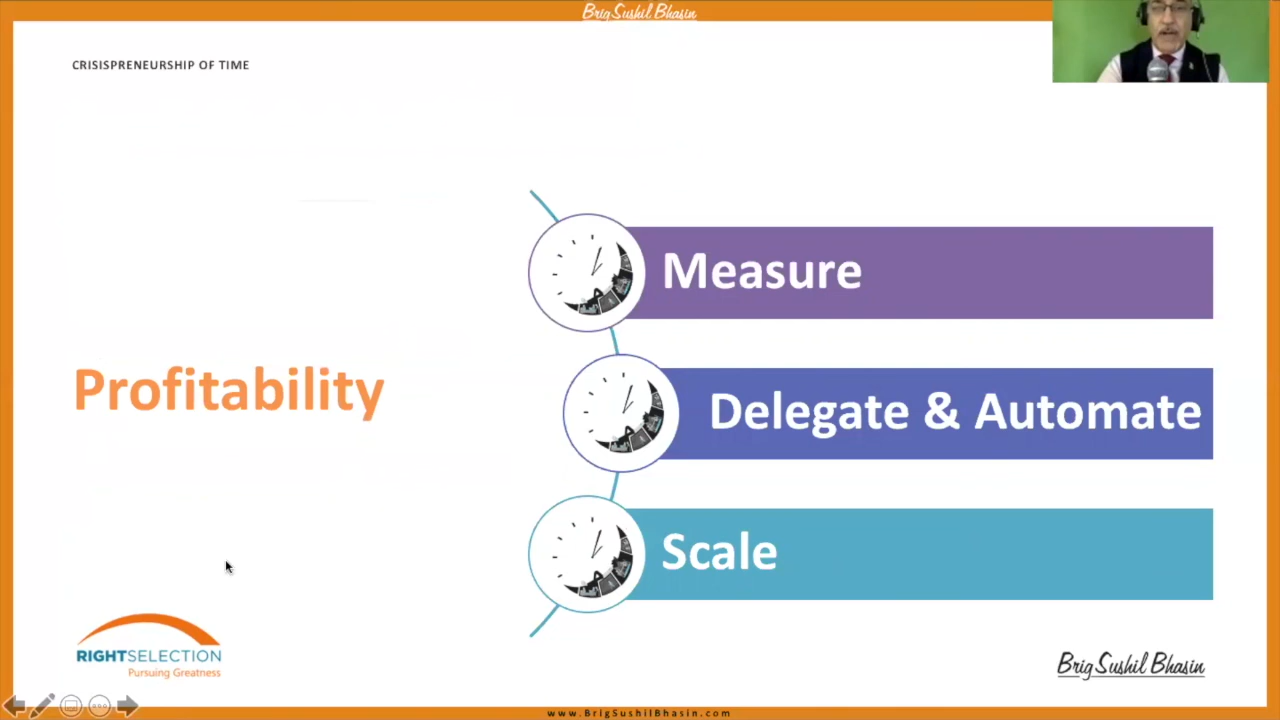 Brig Sushil Bhasin
CRISISPRENEURSHIP OF TIME
Profitability
Measure
Delegate & Automate
Scale
RIGHTSELECTION
Pursuing Greatness
Brig Sushil Bhasin
www.BrigSushilBhasin.com